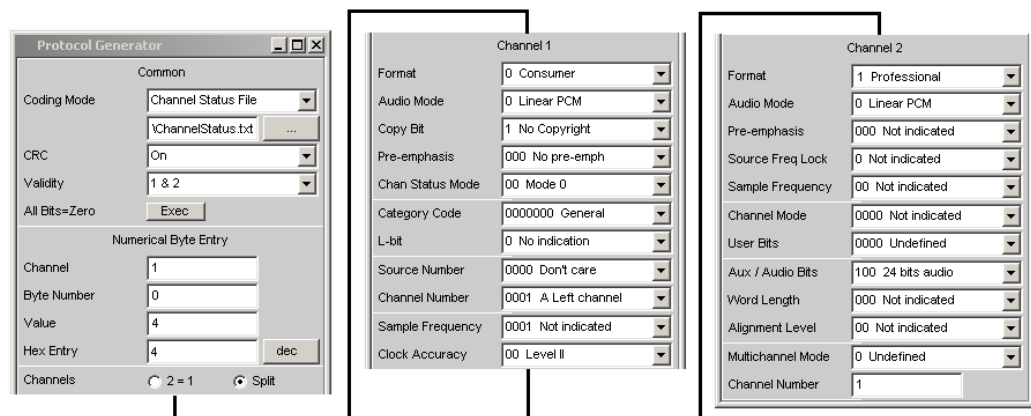 Protocol Generator
Common
Coding Mode Channel Status File
\ChannelStatus.txt ...
CRC On
Validity 1 & 2
All Bits=Zero Exec
Numerical Byte Entry
Channel 1
Byte Number 0
Value 4
Hex Entry 4 dec
Channels 2 = 1 Split
Channel 1
Format 0 Consumer
Audio Mode 0 Linear PCM
Copy Bit 1 No Copyright
Pre-emphasis 000 No pre-emph
Chan Status Mode 00 Mode 0
Category Code 0000000 General
L-bit 0 No indication
Source Number 0000 Don't care
Channel Number 0001 A Left channel
Sample Frequency 0001 Not indicated
Clock Accuracy 00 Level II
Channel 2
Format 1 Professional
Audio Mode 0 Linear PCM
Pre-emphasis 000 Not indicated
Source Freq Lock 0 Not indicated
Sample Frequency 00 Not indicated
Channel Mode 0000 Not indicated
User Bits 0000 Undefined
Aux / Audio Bits 100 24 bits audio
Word Length 000 Not indicated
Alignment Level 00 Not indicated
Multichannel Mode 0 Undefined
Channel Number 1